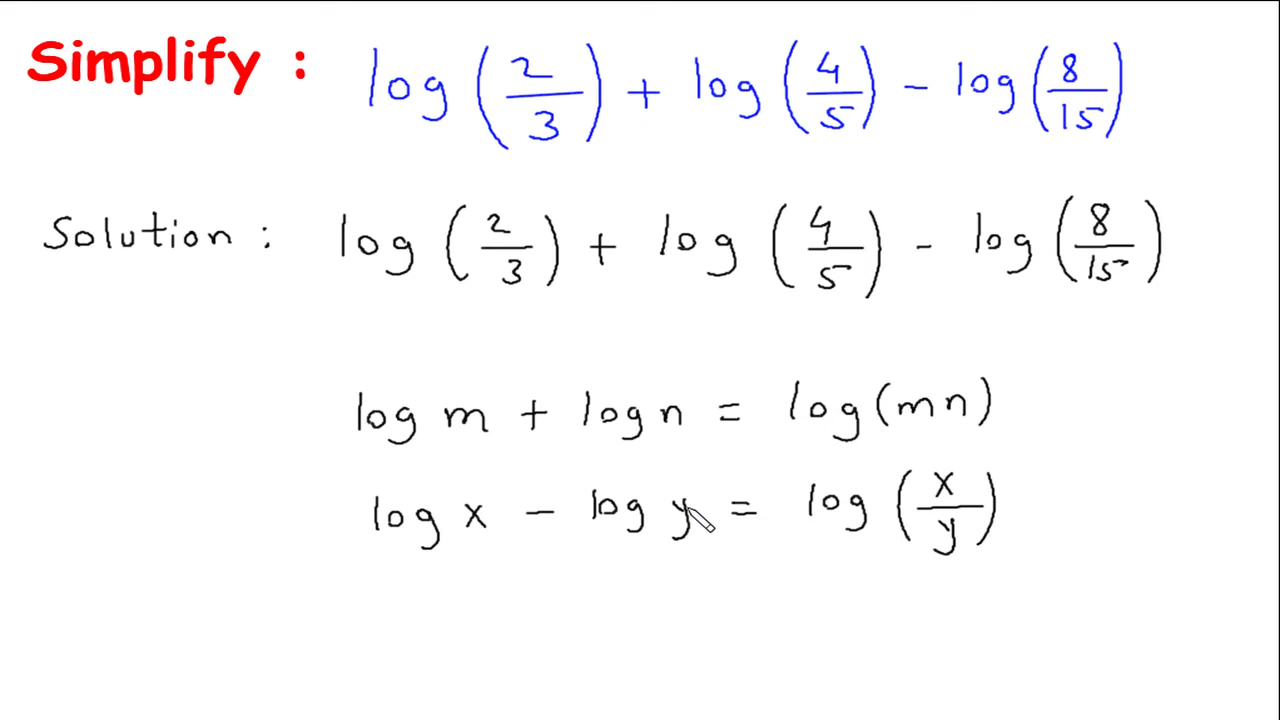 Simplify : log (2/3) + log (4/5) - log (8/15)
Solution : log (2/3) + log (4/5) - log (8/15)
log m + log n = log (mn)
log x - log y = log (x/y)